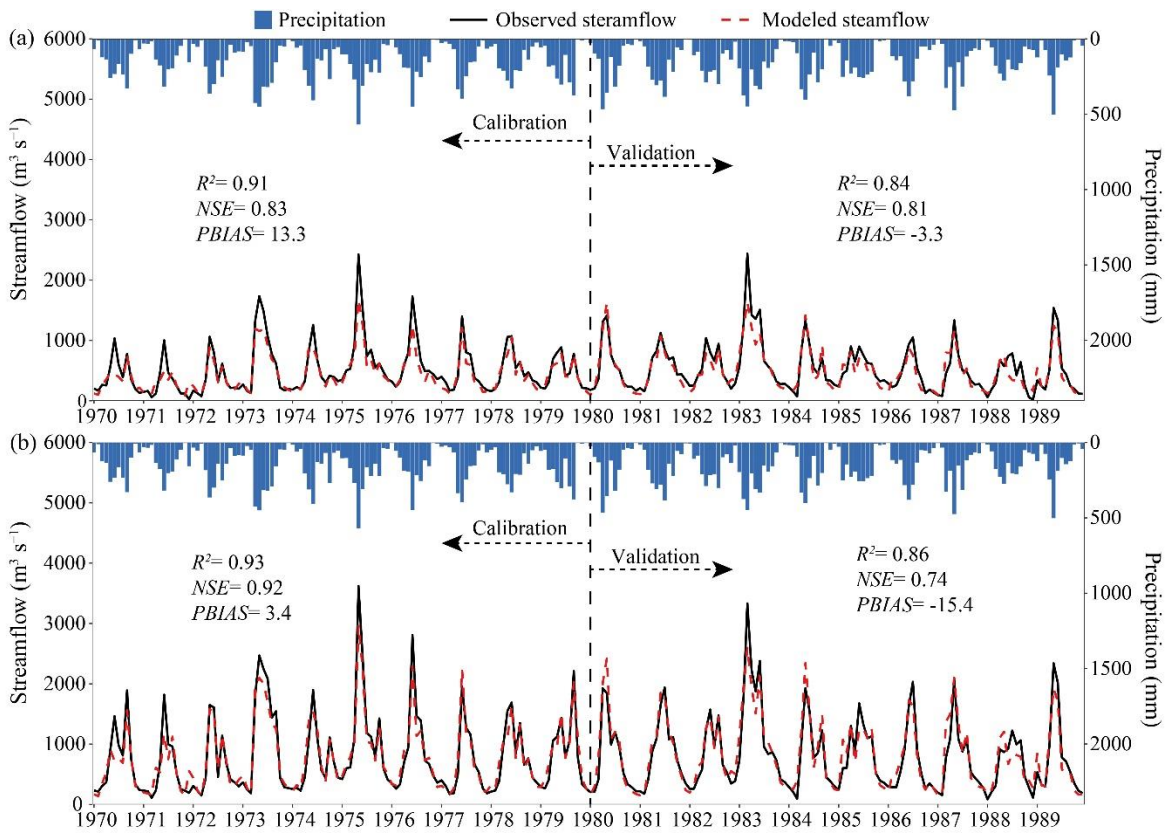 Precipitation Observed steramflow Modeled steamflow
(a)
6000
5000
4000
3000
2000
1000
0
Streamflow (m³ s⁻¹)
0
500
1000
1500
2000
Precipitation (mm)
Calibration
Validation
R²= 0.91
NSE= 0.83
PBIAS= 13.3
R²= 0.84
NSE= 0.81
PBIAS= -3.3
1970 1971 1972 1973 1974 1975 1976 1977 1978 1979 1980 1981 1982 1983 1984 1985 1986 1987 1988 1989
(b)
6000
5000
4000
3000
2000
1000
0
Streamflow (m³ s⁻¹)
0
500
1000
1500
2000
Precipitation (mm)
Calibration
Validation
R²= 0.93
NSE= 0.92
PBIAS= 3.4
R²= 0.86
NSE= 0.74
PBIAS= -15.4
1970 1971 1972 1973 1974 1975 1976 1977 1978 1979 1980 1981 1982 1983 1984 1985 1986 1987 1988 1989